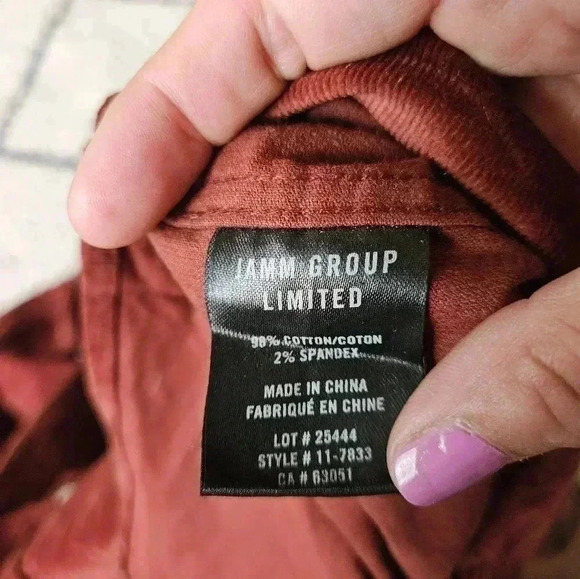 JAMM GROUP
LIMITED
98% COTTON/COTON
2% SPANDEX
MADE IN CHINA
FABRIQUÉ EN CHINE
LOT # 25444
STYLE # 11-7833
CA # 63051